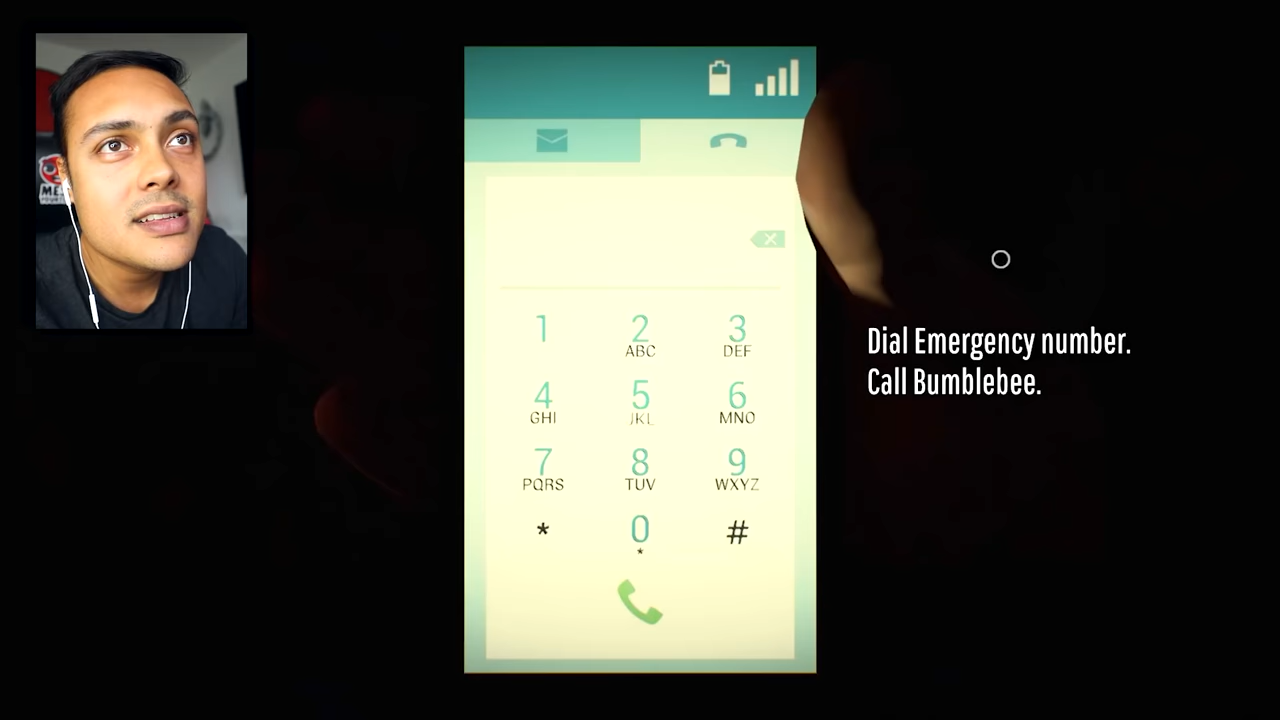 1 2 3
ABC DEF
4 5 6
GHI JKL MNO
7 8 9
PQRS TUV WXYZ
* 0 #
*
Dial Emergency number.
Call Bumblebee.